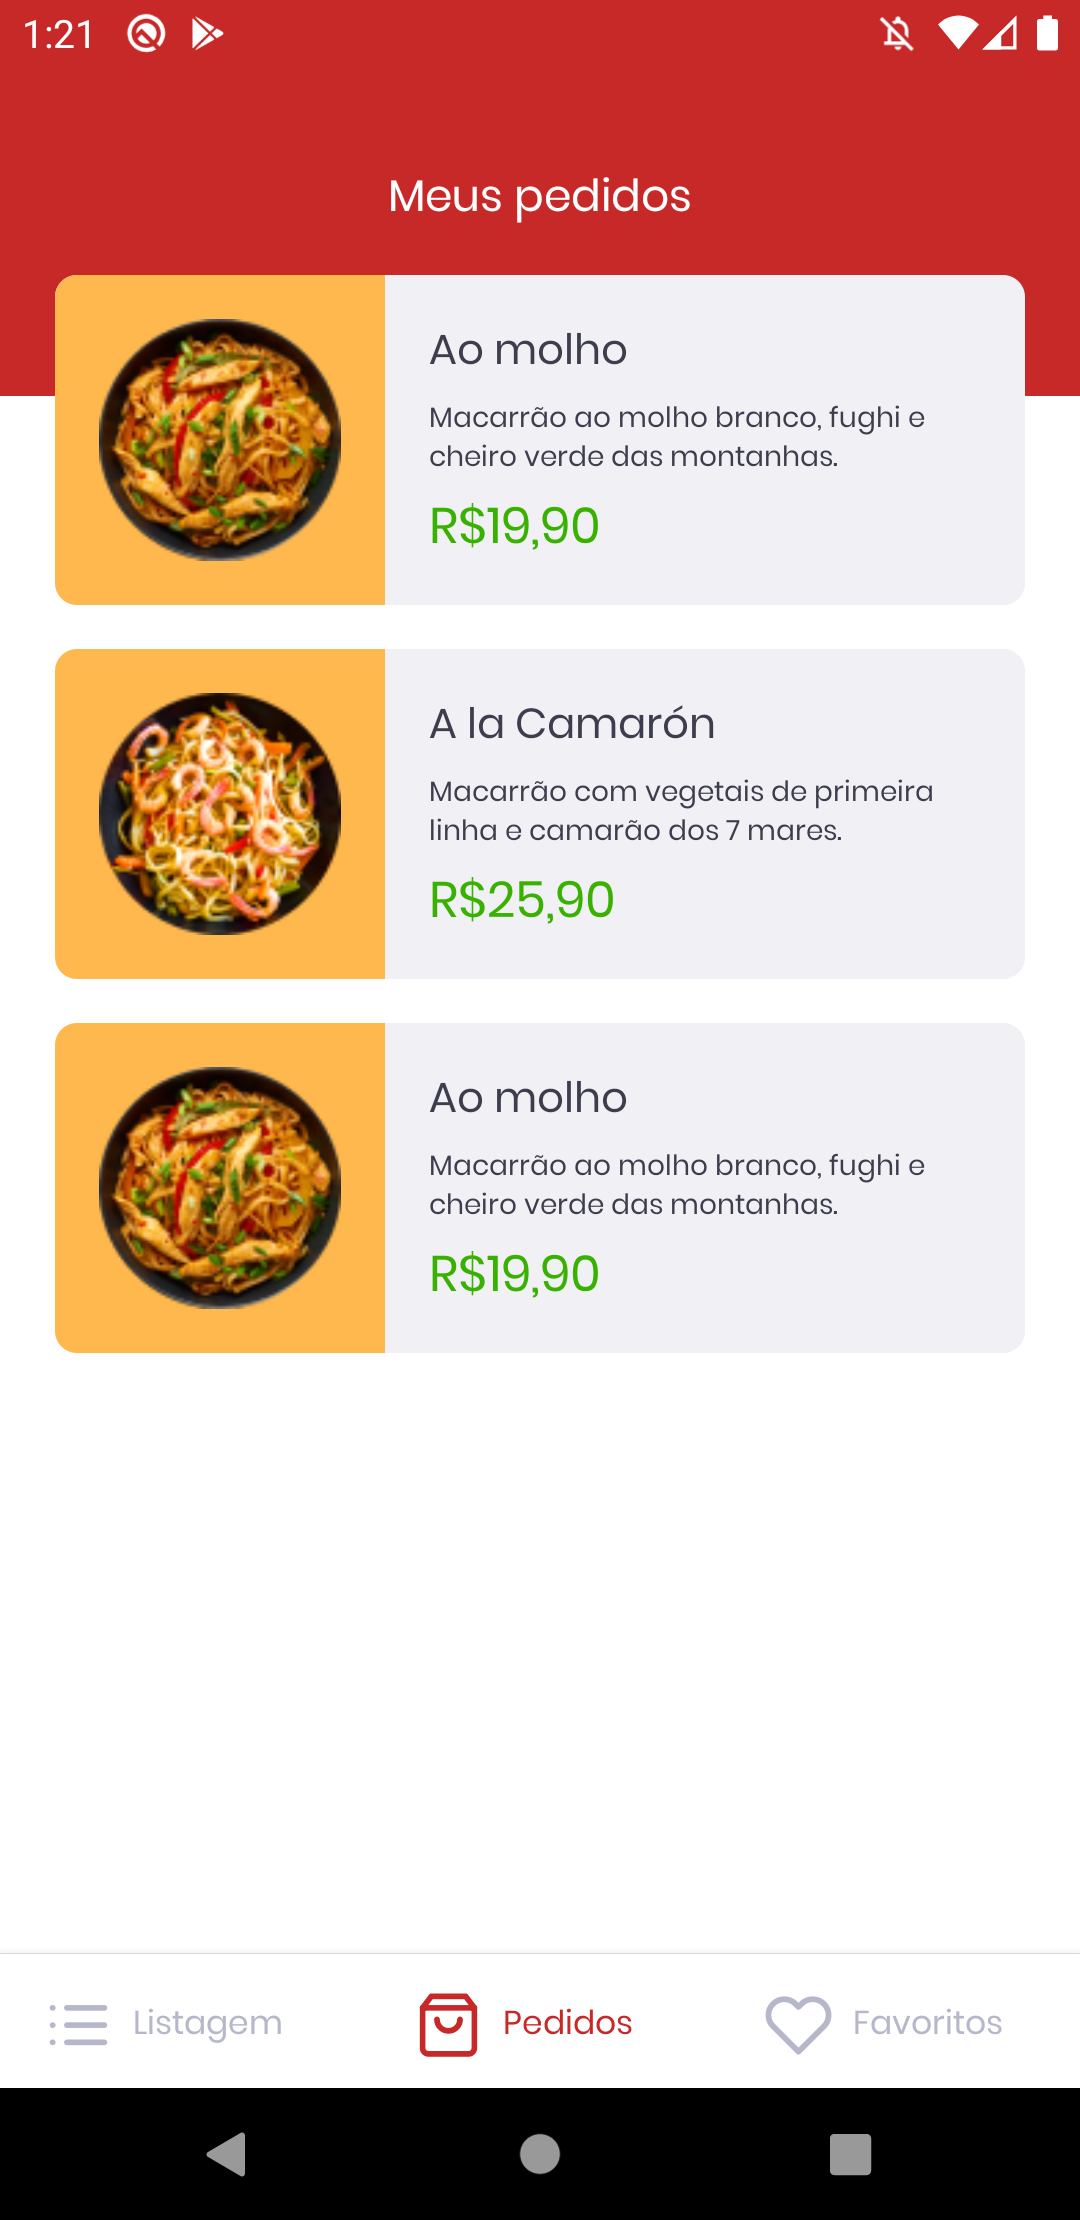 1:21
Meus pedidos
Ao molho
Macarrão ao molho branco, fughi e
cheiro verde das montanhas.
R$19,90
A la Camarón
Macarrão com vegetais de primeira
linha e camarão dos 7 mares.
R$25,90
Ao molho
Macarrão ao molho branco, fughi e
cheiro verde das montanhas.
R$19,90
Listagem Pedidos Favoritos